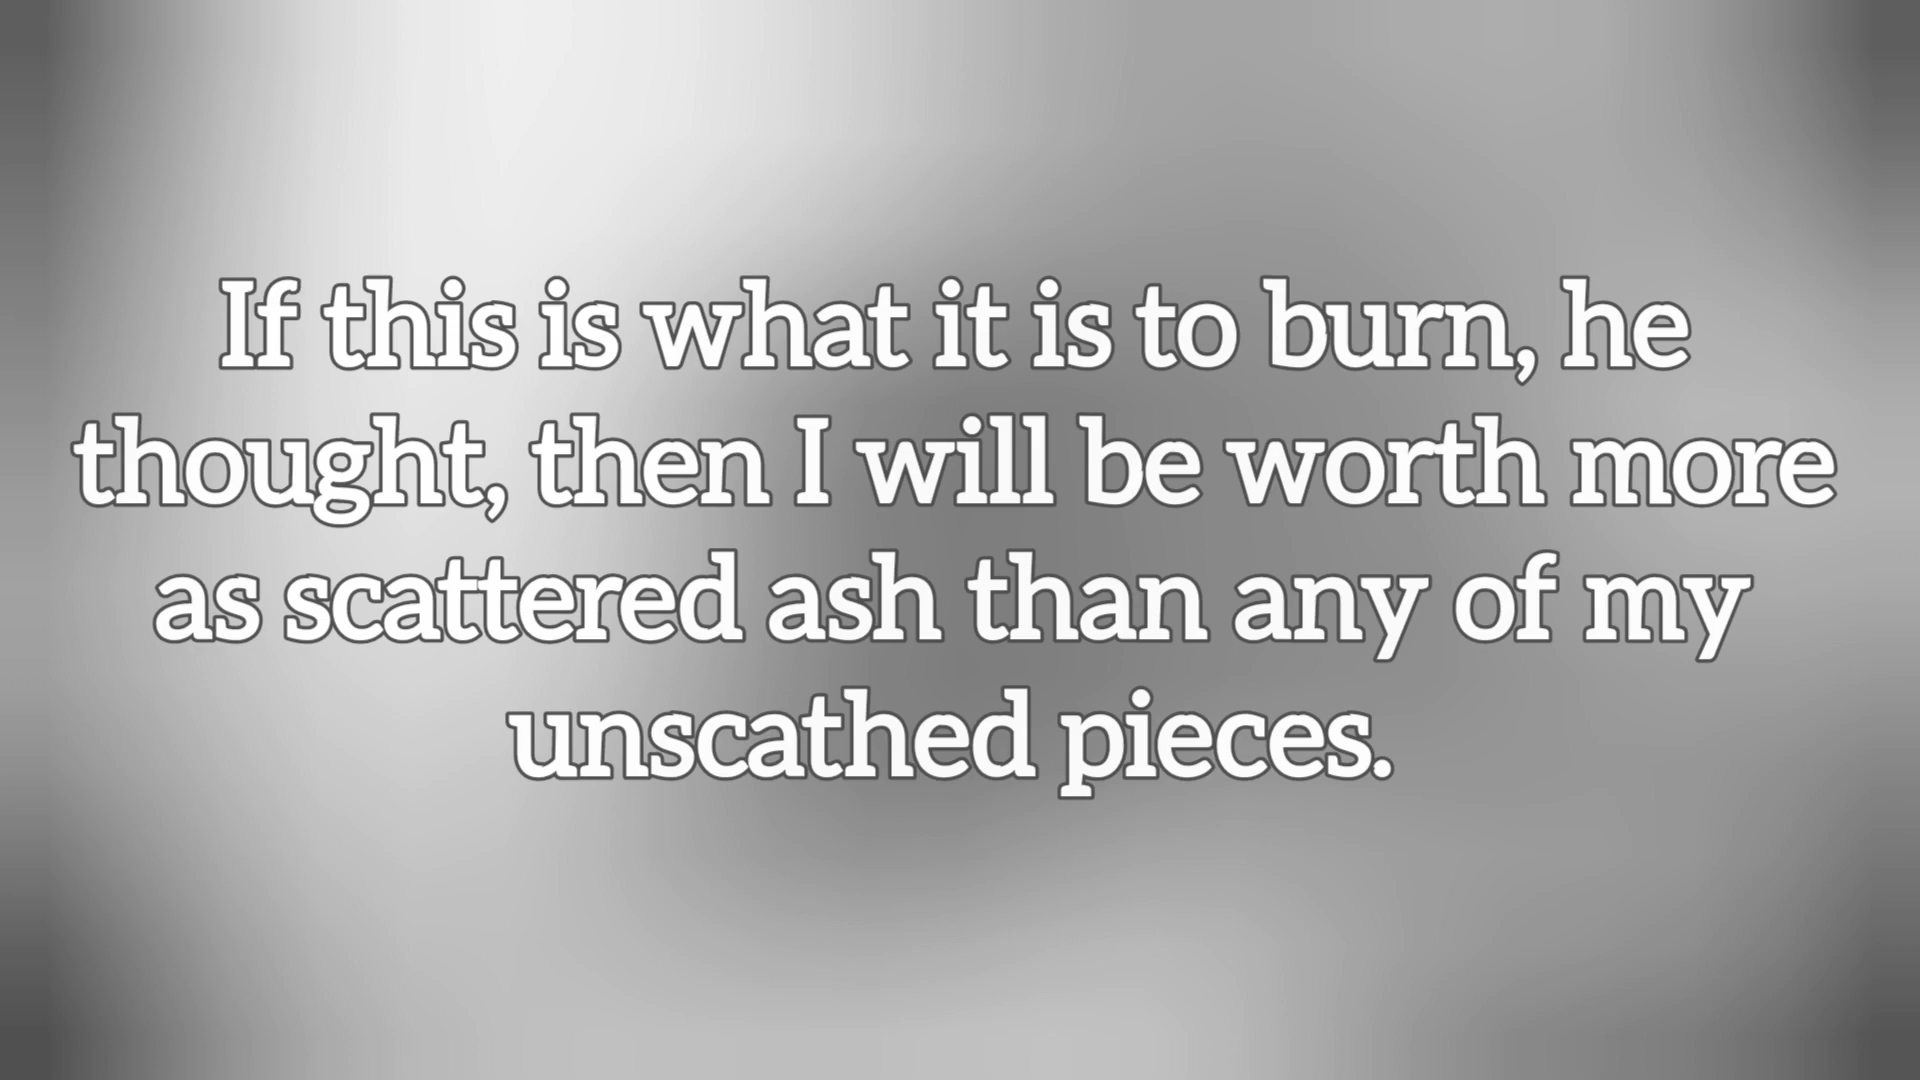 If this is what it is to burn, he
thought, then I will be worth more
as scattered ash than any of my
unscathed pieces.